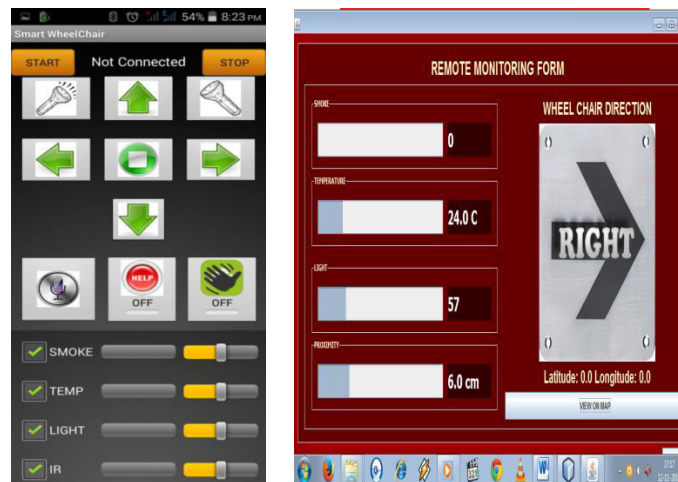 54% 8:23 PM
Smart WheelChair
START Not Connected STOP
HELP
OFF OFF
SMOKE
TEMP
LIGHT
IR
REMOTE MONITORING FORM
SMOKE
0
TEMPERATURE
24.0 C
LIGHT
57
PROXIMITY
6.0 cm
WHEEL CHAIR DIRECTION
RIGHT
Latitude: 0.0 Longitude: 0.0
VIEW ON MAP
17:17